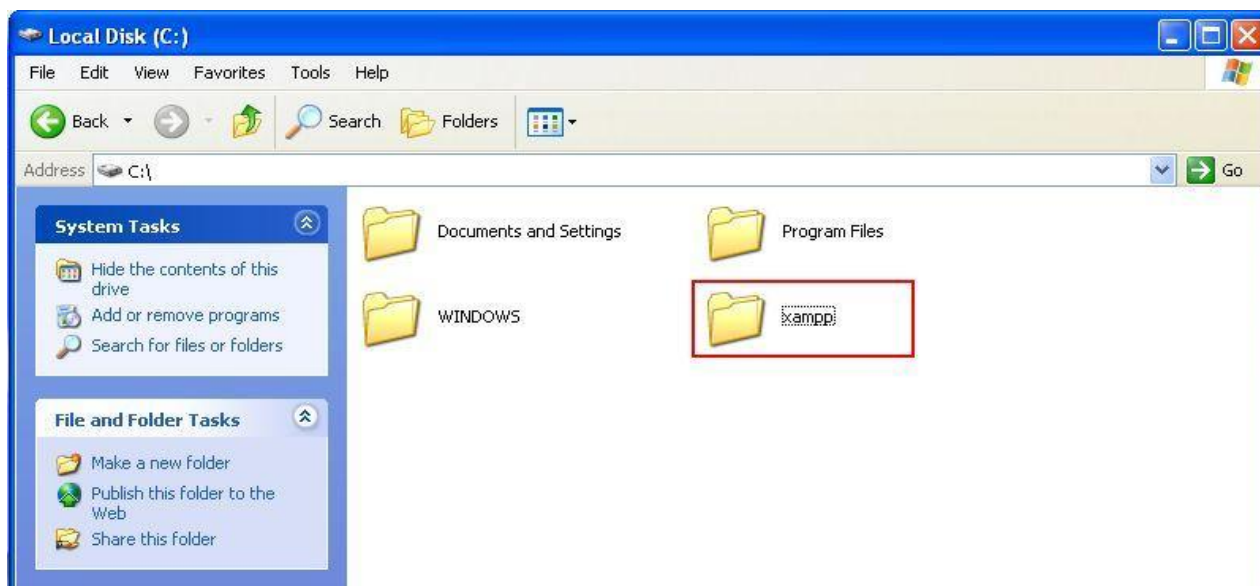 Local Disk (C:)
File Edit View Favorites Tools Help
Back Search Folders
Address C:\ Go
System Tasks
Hide the contents of this
drive
Add or remove programs
Search for files or folders
File and Folder Tasks
Make a new folder
Publish this folder to the
Web
Share this folder
Documents and Settings
Program Files
WINDOWS
xampp